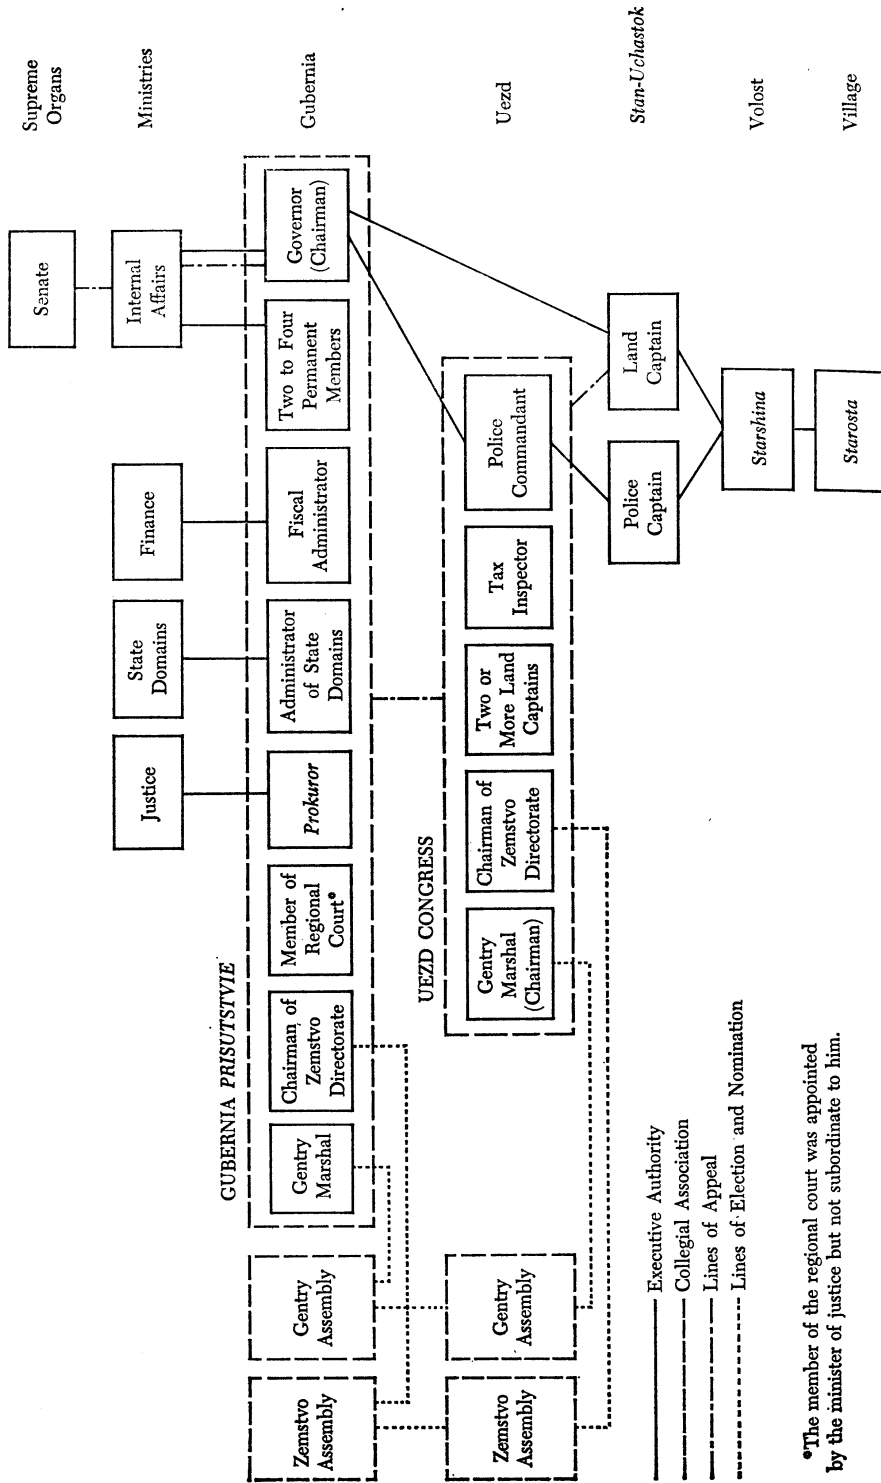 Senate
Supreme
Organs
Justice
State
Domains
Finance
Internal
Affairs
Ministries
GUBERNIA PRISUTSTVIE
Zemstvo
Assembly
Gentry
Assembly
Gentry
Marshal
Chairman of
Zemstvo
Directorate
Member of
Regional
Court*
Prokuror
Administrator
of State
Domains
Fiscal
Administrator
Two to Four
Permanent
Members
Governor
(Chairman)
Gubernia
UEZD CONGRESS
Zemstvo
Assembly
Gentry
Assembly
Gentry
Marshal
(Chairman)
Chairman of
Zemstvo
Directorate
Two or
More Land
Captains
Tax
Inspector
Police
Commandant
Uezd
Police
Captain
Land
Captain
Stan-Uchastok
Starshina
Volost
Starosta
Village
Executive Authority
Collegial Association
Lines of Appeal
Lines of Election and Nomination
*The member of the regional court was appointed
by the minister of justice but not subordinate to him.